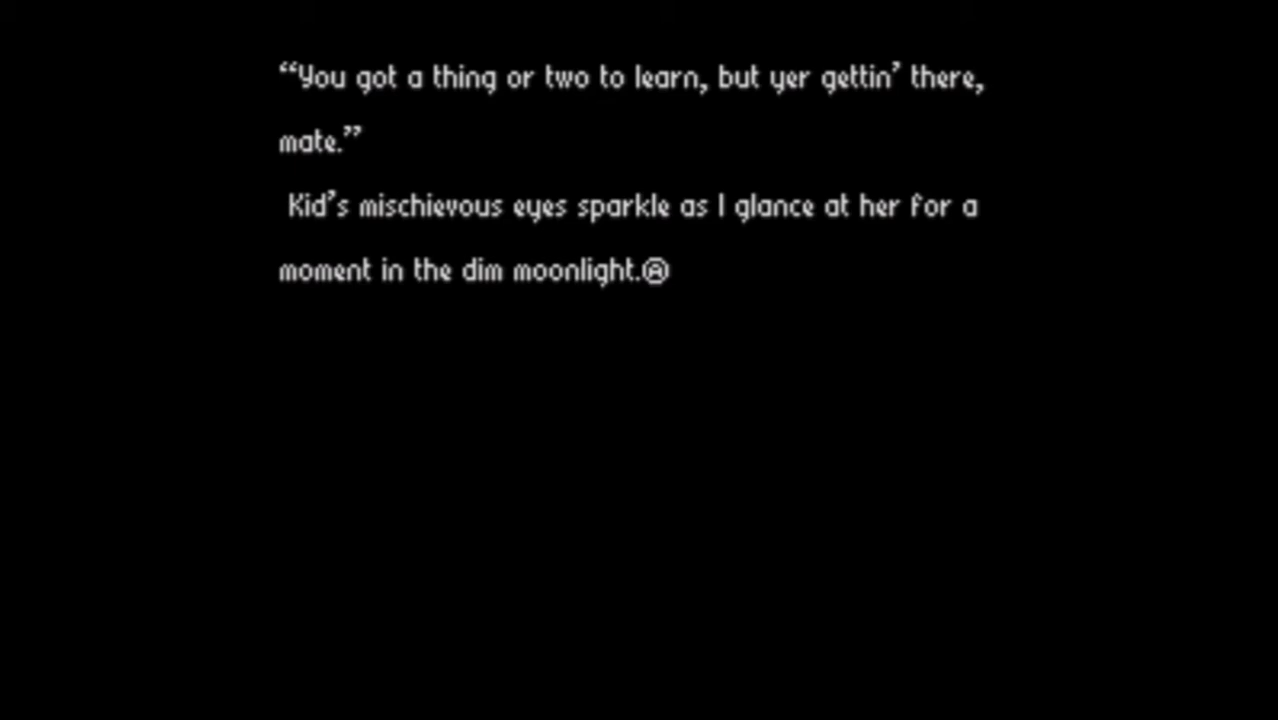 “You got a thing or two to learn, but yer gettin’ there,
mate.”
Kid’s mischievous eyes sparkle as I glance at her for a
moment in the dim moonlight.Ⓐ